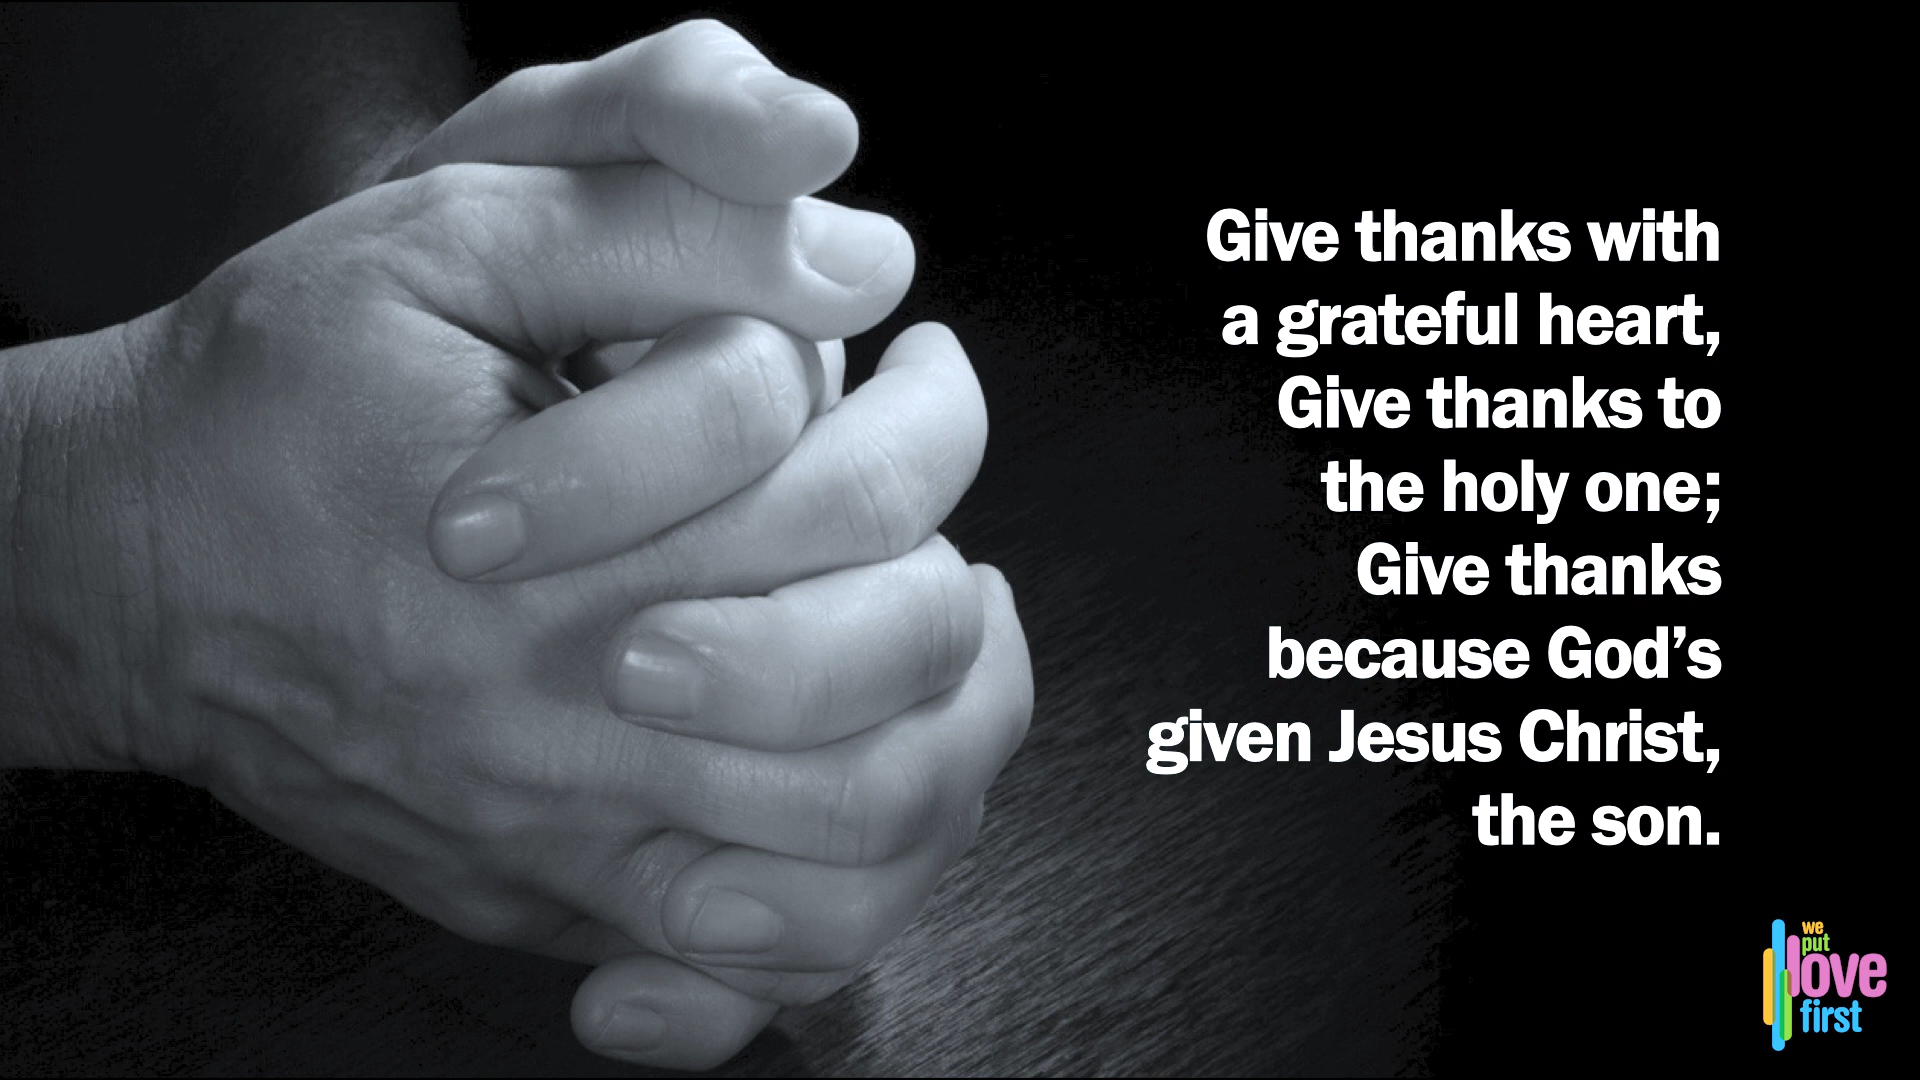 Give thanks with
a grateful heart,
Give thanks to
the holy one;
Give thanks
because God’s
given Jesus Christ,
the son.
we
put
love
first